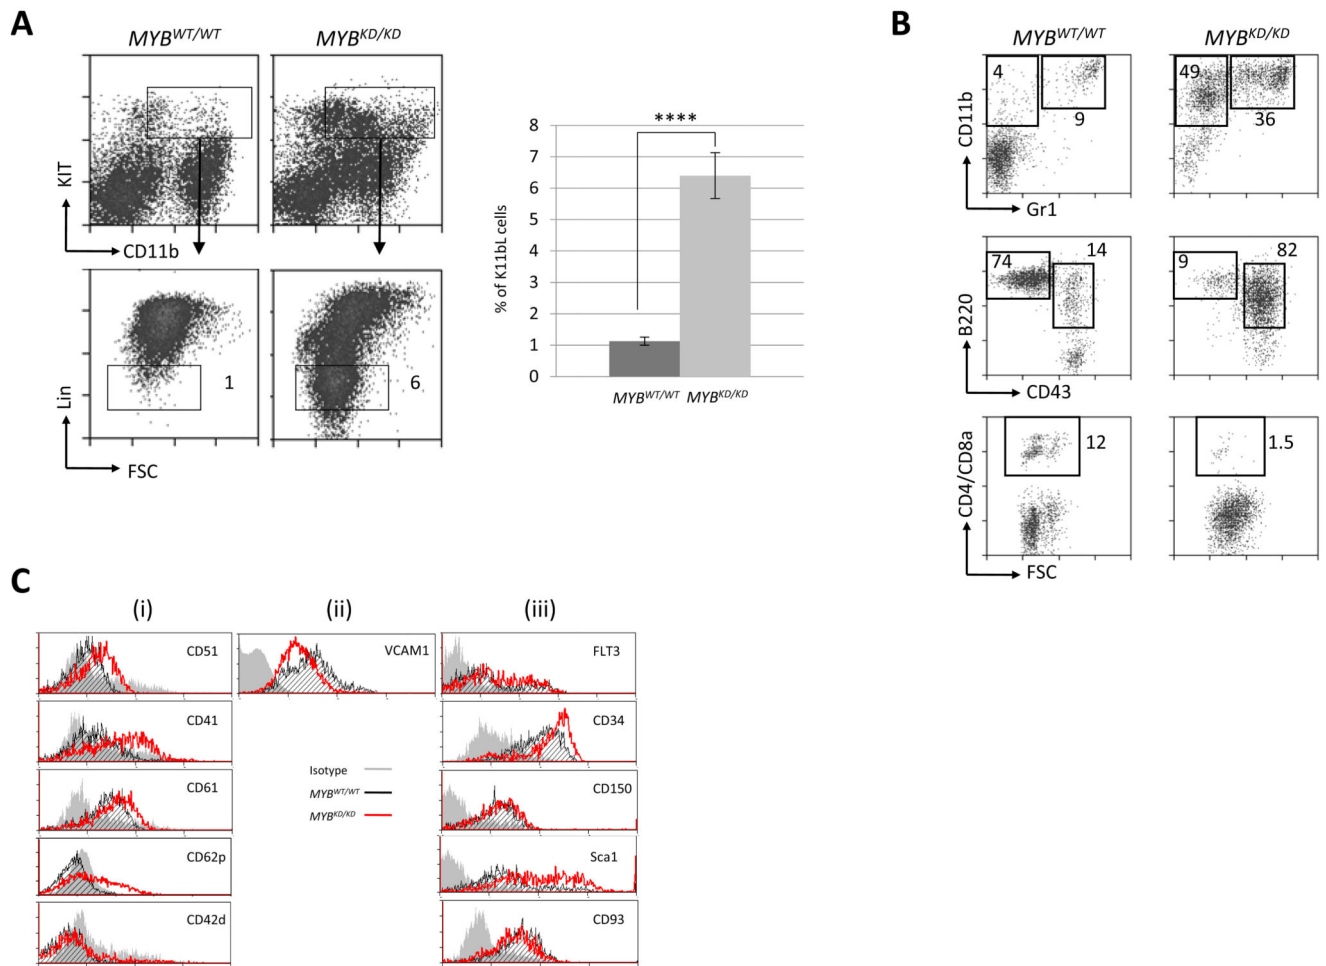 A
MYB^WT/WT
MYB^KD/KD
KIT
CD11b
Lin
1
6
FSC
8
7
6
5
4
3
2
1
0
% of K11bL cells
****
MYB^WT/WT
MYB^KD/KD
B
MYB^WT/WT
MYB^KD/KD
CD11b
4
9
49
36
Gr1
B220
74
14
9
82
CD43
CD4/CD8a
12
1.5
FSC
C
(i)
(ii)
(iii)
CD51
VCAM1
FLT3
CD41
CD34
CD61
CD150
CD62p
Sca1
CD42d
CD93
Isotype
MYB^WT/WT
MYB^KD/KD